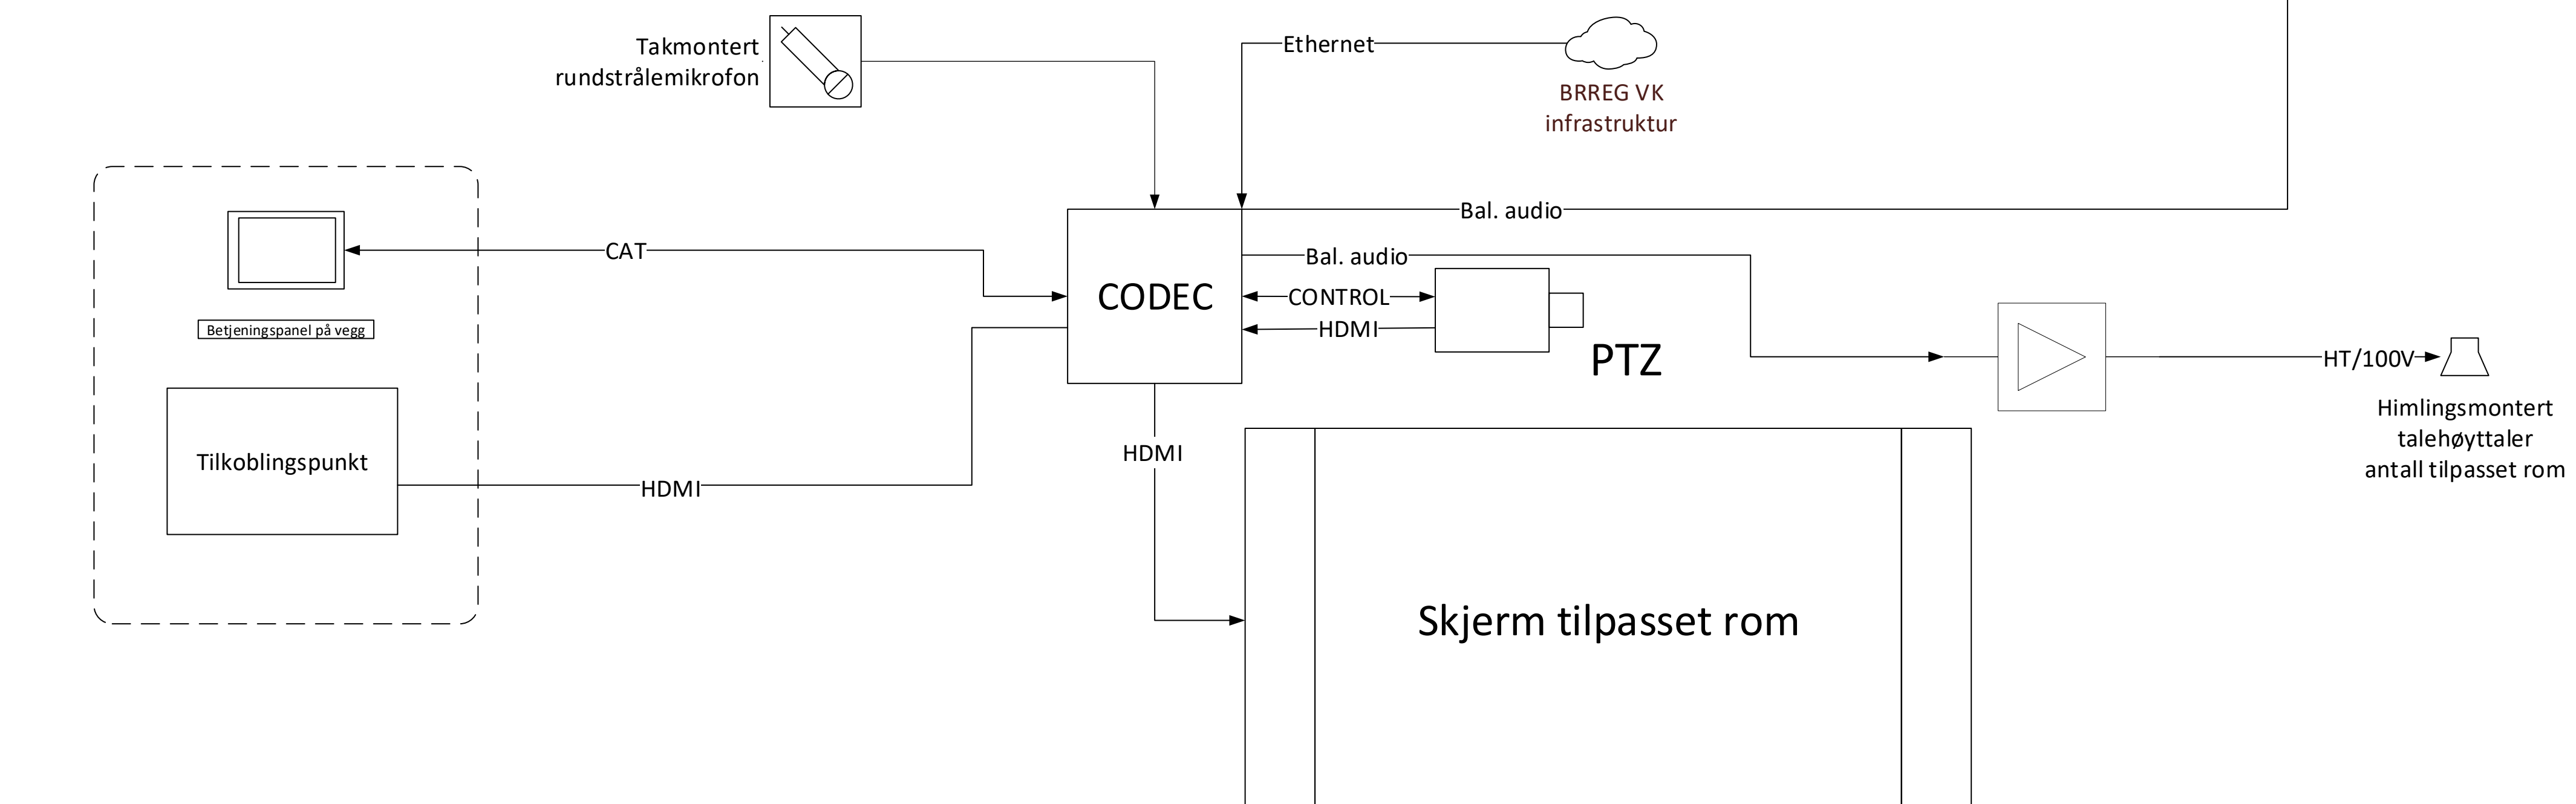 Takmontert
rundstrålemikrofon
Ethernet
BRREG VK
infrastruktur
Bal. audio
CAT
Bal. audio
CODEC
CONTROL
HDMI
PTZ
Betjeningspanel på vegg
HT/100V
Himlingsmontert
talehøyttaler
antall tilpasset rom
Tilkoblingspunkt
HDMI
HDMI
Skjerm tilpasset rom